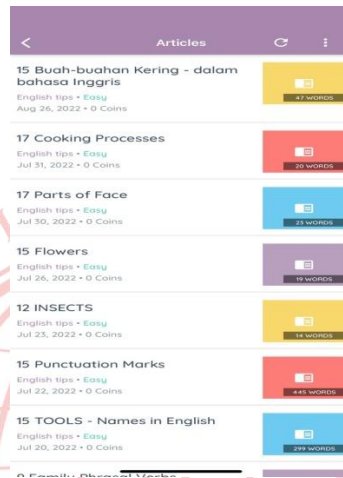 Articles
15 Buah-buahan Kering - dalam
bahasa Inggris
English tips • Easy
Aug 26, 2022 • 0 Coins
47 WORDS
17 Cooking Processes
English tips • Easy
Jul 31, 2022 • 0 Coins
20 WORDS
17 Parts of Face
English tips • Easy
Jul 30, 2022 • 0 Coins
23 WORDS
15 Flowers
English tips • Easy
Jul 26, 2022 • 0 Coins
19 WORDS
12 INSECTS
English tips • Easy
Jul 23, 2022 • 0 Coins
14 WORDS
15 Punctuation Marks
English tips • Easy
Jul 22, 2022 • 0 Coins
445 WORDS
15 TOOLS - Names in English
English tips • Easy
Jul 20, 2022 • 0 Coins
299 WORDS
Family Phrasal Verbs